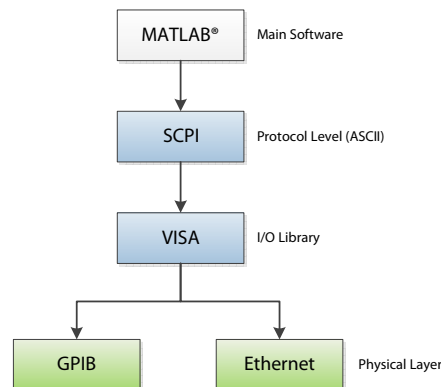 MATLAB® Main Software
SCPI Protocol Level (ASCII)
VISA I/O Library
GPIB Ethernet Physical Layer